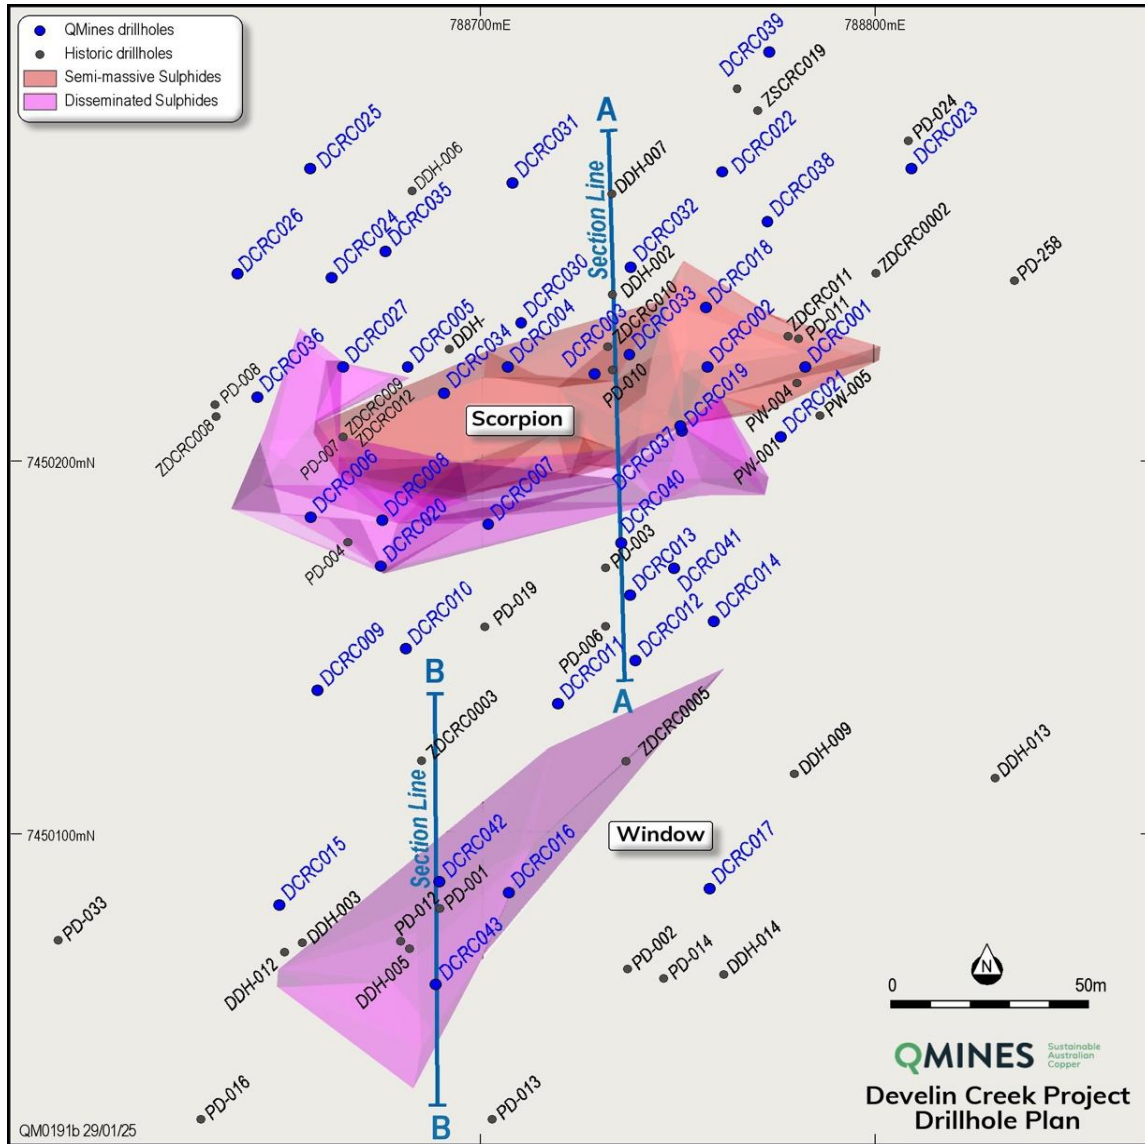 788700mE
788800mE
QMines drillholes
Historic drillholes
Semi-massive Sulphides
Disseminated Sulphides
DCRC039
ZSCRC019
A
PD-024
DCRC023
DCRC025
DDH-006
DCRC031
DDH-007
DCRC022
DCRC038
DCRC026
DCRC024
DCRC035
Section Line
DCRC032
DDH-002
ZDCRC0002
PD-258
DCRC030
DCRC018
ZDCRC010
DCRC033
ZDCRC011
PD-011
DCRC036
DCRC027
DCRC005
DDH-
DCRC034
DCRC004
DCRC003
PD-010
DCRC002
DCRC001
PD-008
ZDCRC008
ZDCRC009
ZDCRC012
PD-007
Scorpion
DCRC019
DCRC037
PW-004
PW-005
DCRC021
PW-001
7450200mN
DCRC006
DCRC008
DCRC020
DCRC007
PD-004
DCRC040
PD-003
DCRC013
DCRC041
DCRC014
PD-019
PD-006
DCRC012
DCRC011
A
DCRC009
DCRC010
B
ZDCRC0003
ZDCRC0005
DDH-009
DDH-013
Section Line
7450100mN
Window
DCRC015
DCRC042
DCRC016
DCRC017
PD-001
PD-033
DDH-003
DDH-012
PD-012
DDH-005
DCRC043
PD-002
PD-014
DDH-014
N
0
50m
PD-016
PD-013
B
QMINES
Sustainable
Australian
Copper
Develin Creek Project
Drillhole Plan
QM0191b 29/01/25